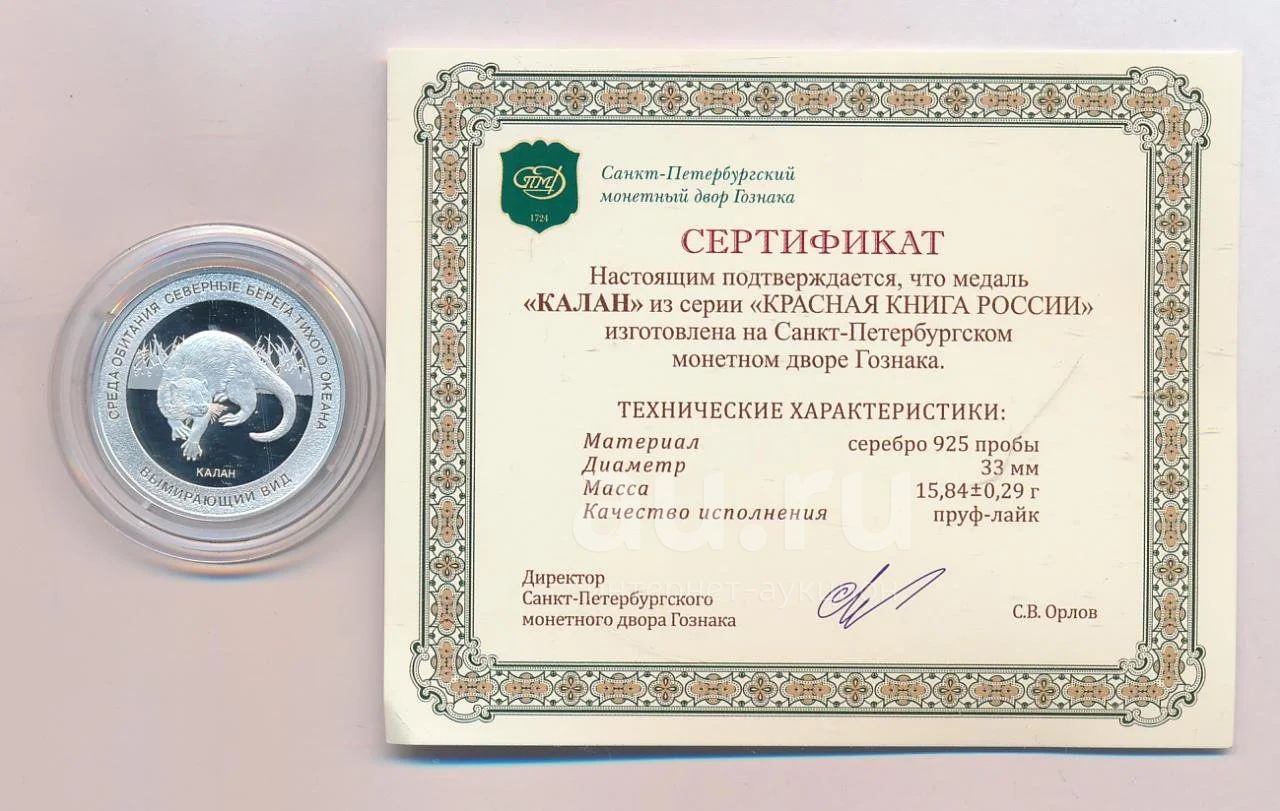 СРЕДА ОБИТАНИЯ СЕВЕРНЫЕ БЕРЕГА ТИХОГО ОКЕАНА
КАЛАН
ВЫМИРАЮЩИЙ ВИД
СПМД
1724
Санкт-Петербургский
монетный двор Гознака
СЕРТИФИКАТ
Настоящим подтверждается, что медаль
«КАЛАН» из серии «КРАСНАЯ КНИГА РОССИИ»
изготовлена на Санкт-Петербургском
монетном дворе Гознака.
ТЕХНИЧЕСКИЕ ХАРАКТЕРИСТИКИ:
Материал серебро 925 пробы
Диаметр 33 мм
Масса 15,84±0,29 г
Качество исполнения пруф-лайк
au.ru
интернет-аукцион
Директор
Санкт-Петербургского
монетного двора Гознака
С.В. Орлов